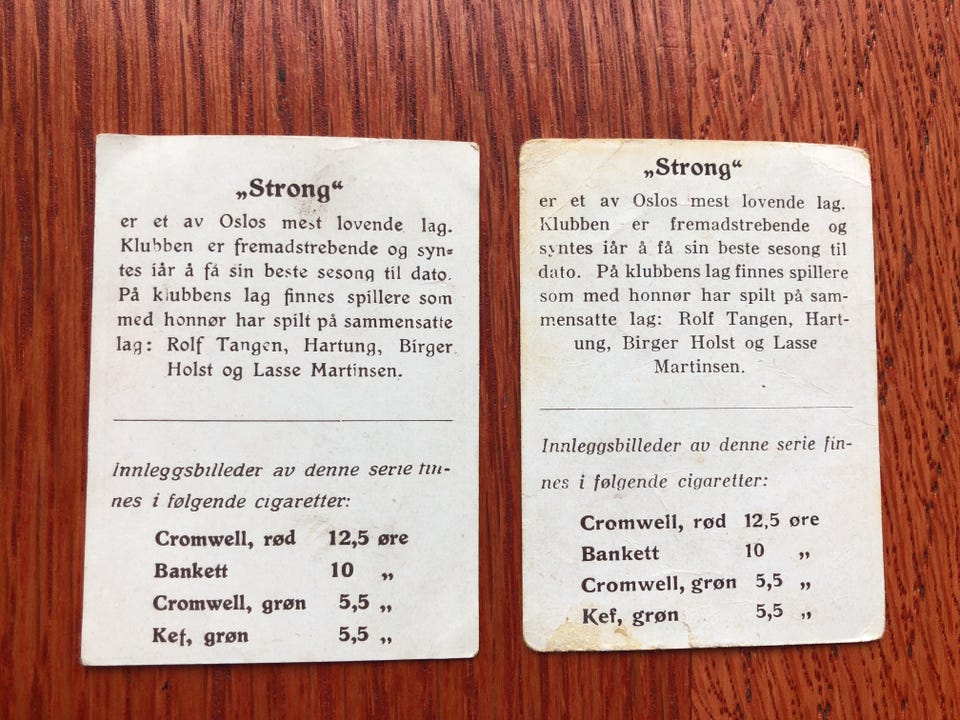 „Strong“
er et av Oslos mest lovende lag.
Klubben er fremadstrebende og syn-
tes iår å få sin beste sesong til dato.
På klubbens lag finnes spillere som
med honnør har spilt på sammensatte
lag: Rolf Tangen, Hartung, Birger
Holst og Lasse Martinsen.
Innleggsbilleder av denne serie fin-
nes i følgende cigaretter:
Cromwell, rød 12,5 øre
Bankett 10 „
Cromwell, grøn 5,5 „
Kef, grøn 5,5 „
„Strong“
er et av Oslos mest lovende lag.
Klubben er fremadstrebende og
syntes iår å få sin beste sesong til
dato. På klubbens lag finnes spillere
som med honnør har spilt på sam-
mensatte lag: Rolf Tangen, Hart-
ung, Birger Holst og Lasse
Martinsen.
Innleggsbilleder av denne serie fin-
nes i følgende cigaretter:
Cromwell, rød 12,5 øre
Bankett 10 „
Cromwell, grøn 5,5 „
Kef, grøn 5,5 „